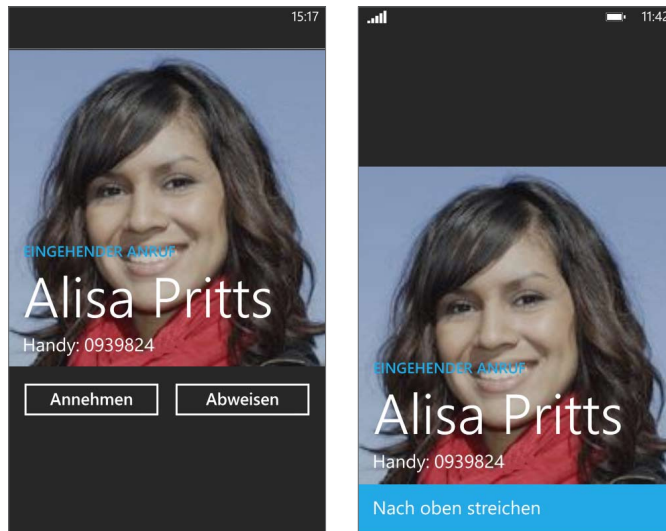 15:17
EINGEHENDER ANRUF
Alisa Pritts
Handy: 0939824
Annehmen
Abweisen
11:42
EINGEHENDER ANRUF
Alisa Pritts
Handy: 0939824
Nach oben streichen